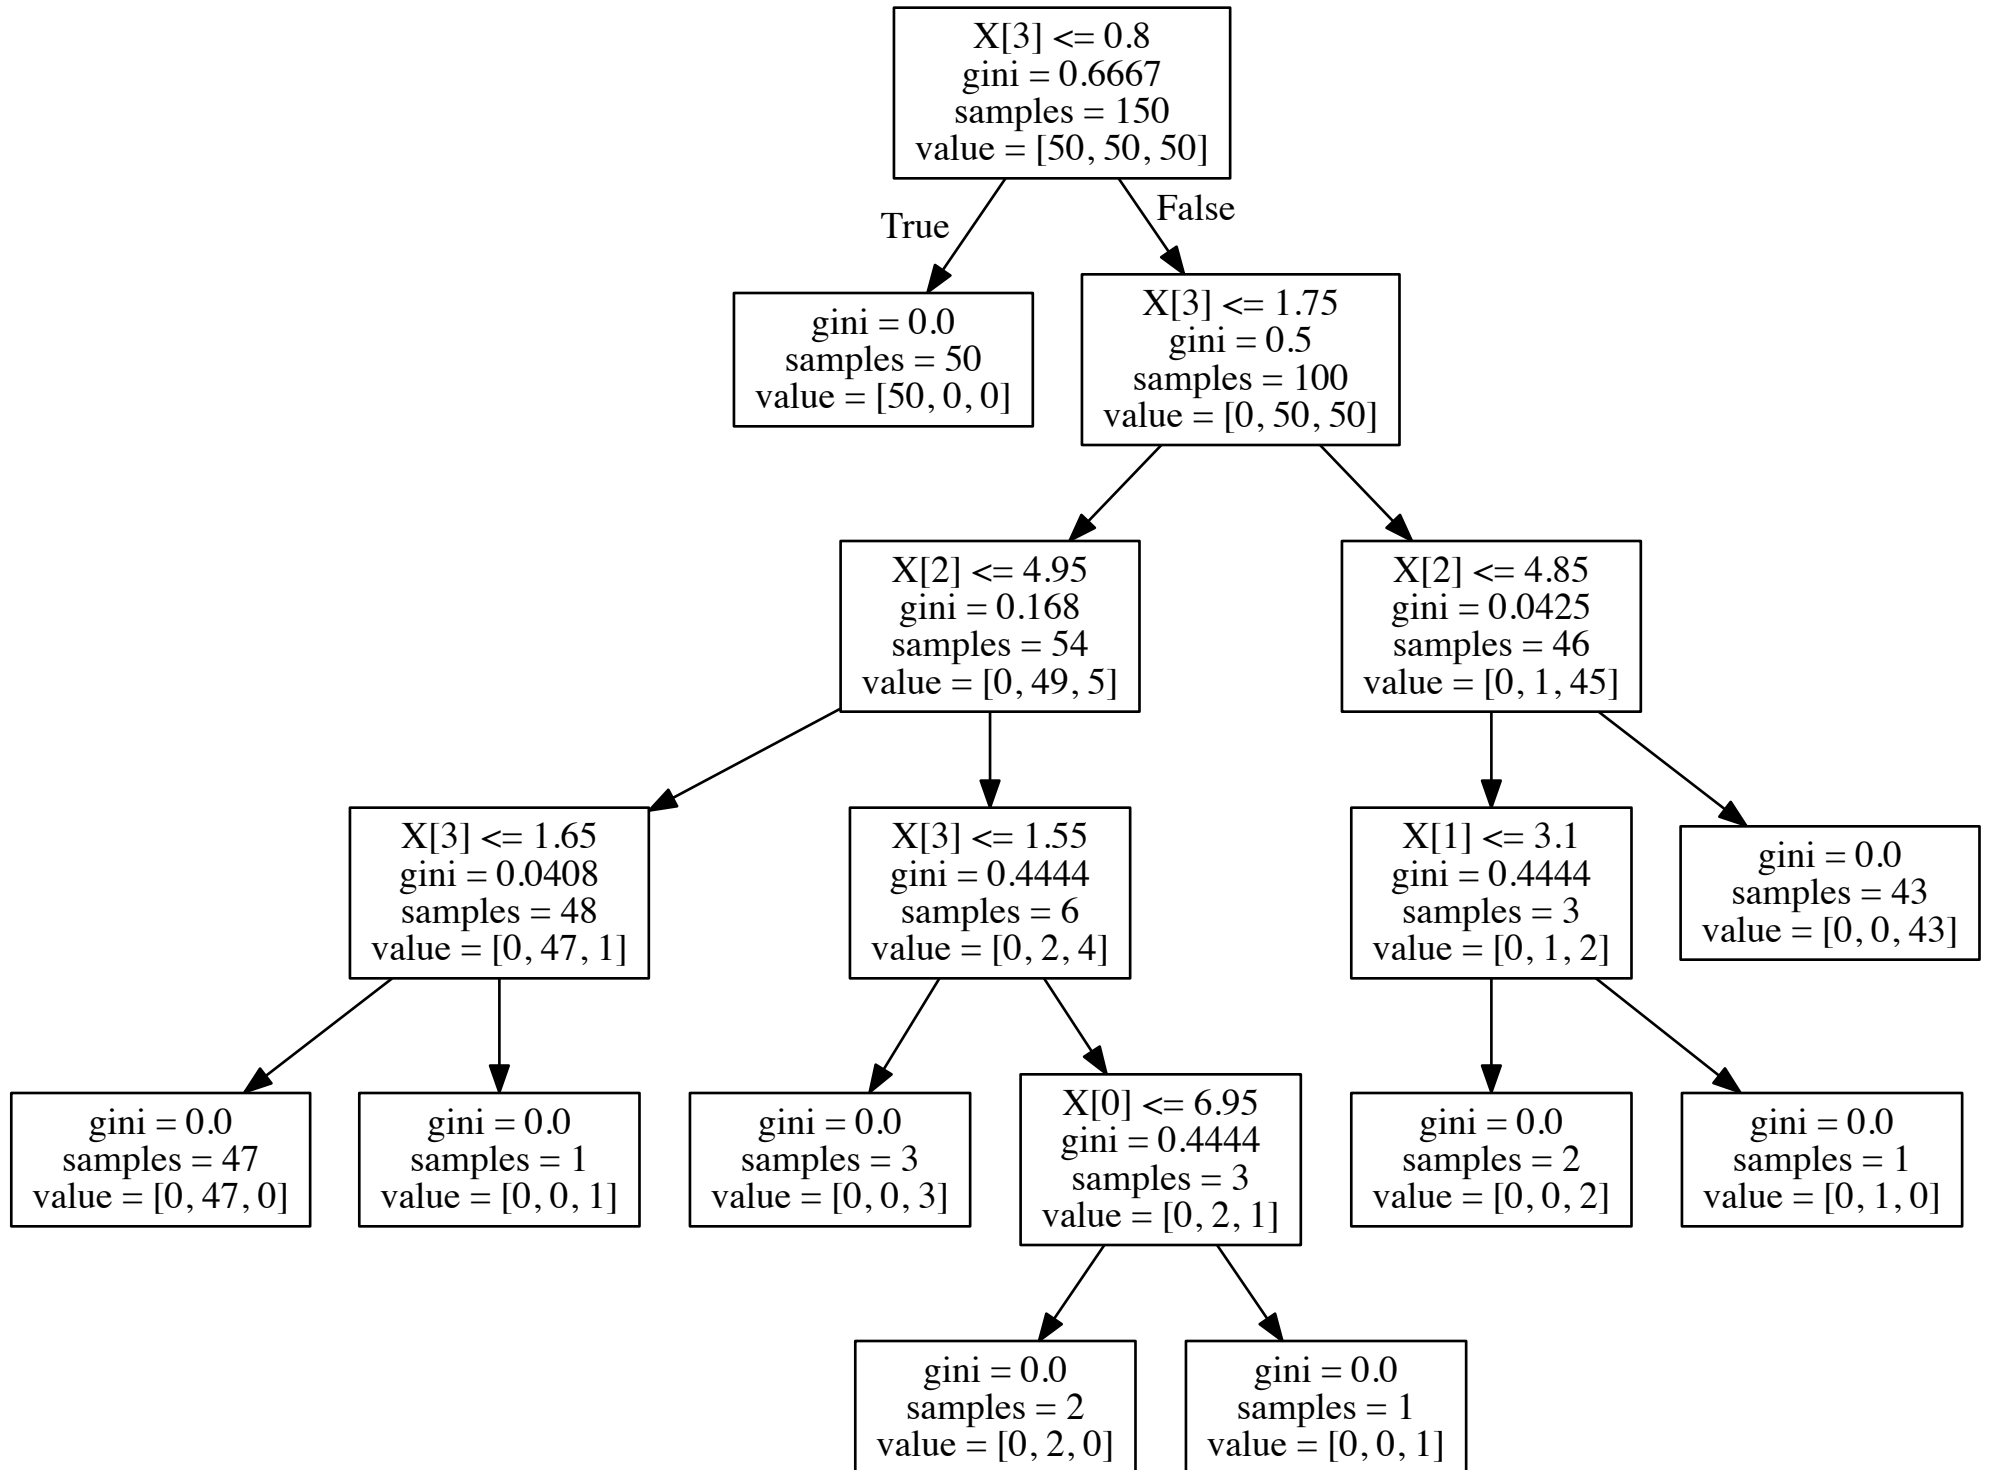 X[3] <= 0.8
gini = 0.6667
samples = 150
value = [50, 50, 50]
True
False
gini = 0.0
samples = 50
value = [50, 0, 0]
X[3] <= 1.75
gini = 0.5
samples = 100
value = [0, 50, 50]
X[2] <= 4.95
gini = 0.168
samples = 54
value = [0, 49, 5]
X[2] <= 4.85
gini = 0.0425
samples = 46
value = [0, 1, 45]
X[3] <= 1.65
gini = 0.0408
samples = 48
value = [0, 47, 1]
X[3] <= 1.55
gini = 0.4444
samples = 6
value = [0, 2, 4]
X[1] <= 3.1
gini = 0.4444
samples = 3
value = [0, 1, 2]
gini = 0.0
samples = 43
value = [0, 0, 43]
gini = 0.0
samples = 47
value = [0, 47, 0]
gini = 0.0
samples = 1
value = [0, 0, 1]
gini = 0.0
samples = 3
value = [0, 0, 3]
X[0] <= 6.95
gini = 0.4444
samples = 3
value = [0, 2, 1]
gini = 0.0
samples = 2
value = [0, 0, 2]
gini = 0.0
samples = 1
value = [0, 1, 0]
gini = 0.0
samples = 2
value = [0, 2, 0]
gini = 0.0
samples = 1
value = [0, 0, 1]